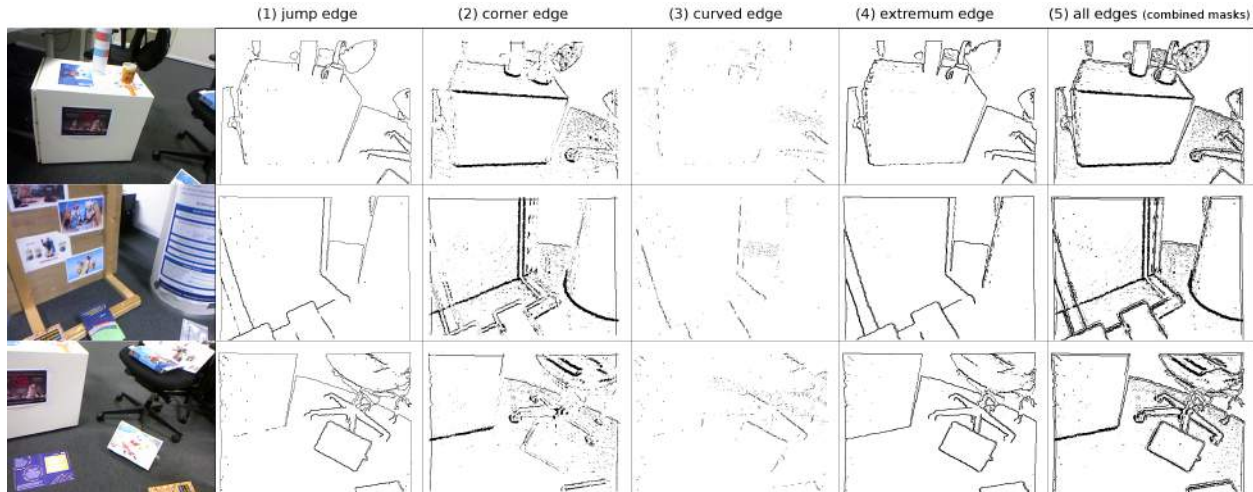 (1) jump edge
(2) corner edge
(3) curved edge
(4) extremum edge
(5) all edges (combined masks)